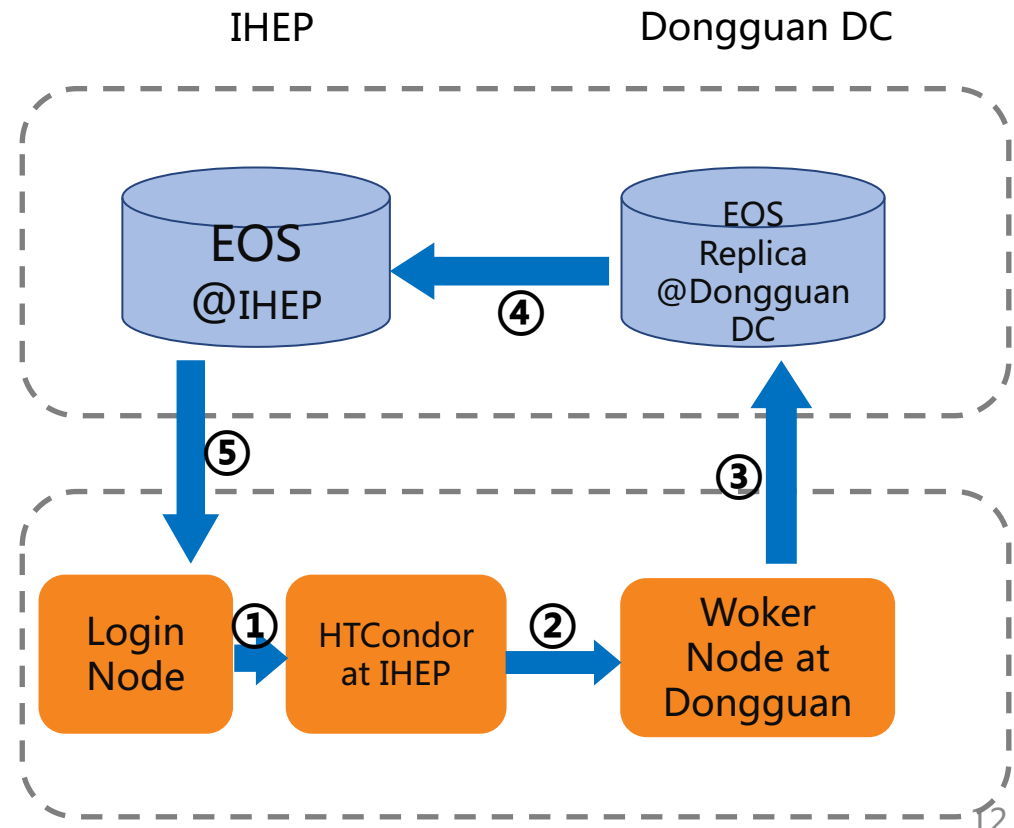 IHEP
Dongguan DC
EOS
@IHEP
EOS
Replica
@Dongguan
DC
④
⑤
③
Login
Node
①
HTCondor
at IHEP
②
Woker
Node at
Dongguan
12